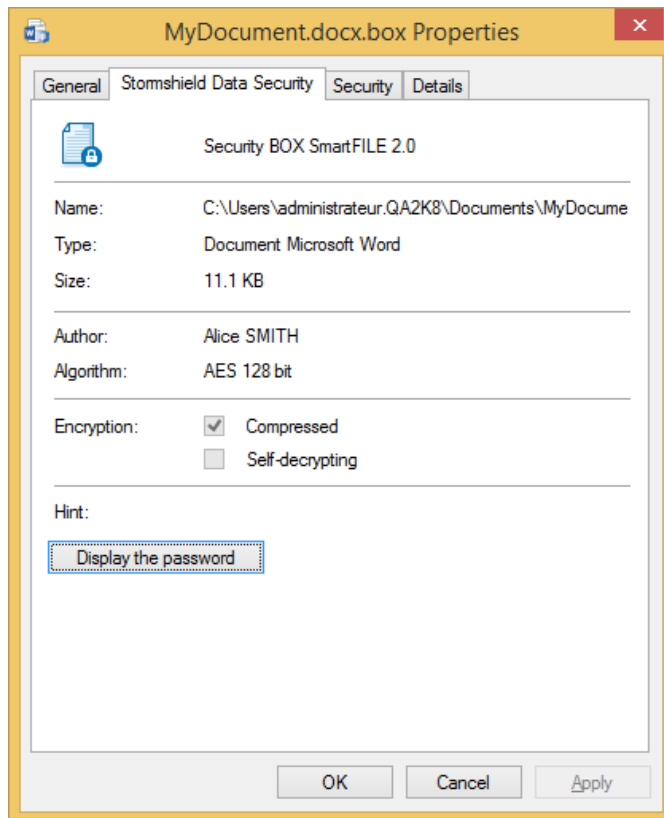 MyDocument.docx.box Properties
General Stormshield Data Security Security Details
Security BOX SmartFILE 2.0
Name: C:\Users\administrateur.QA2K8\Documents\MyDocume
Type: Document Microsoft Word
Size: 11.1 KB
Author: Alice SMITH
Algorithm: AES 128 bit
Encryption: Compressed
Self-decrypting
Hint:
Display the password
OK Cancel Apply